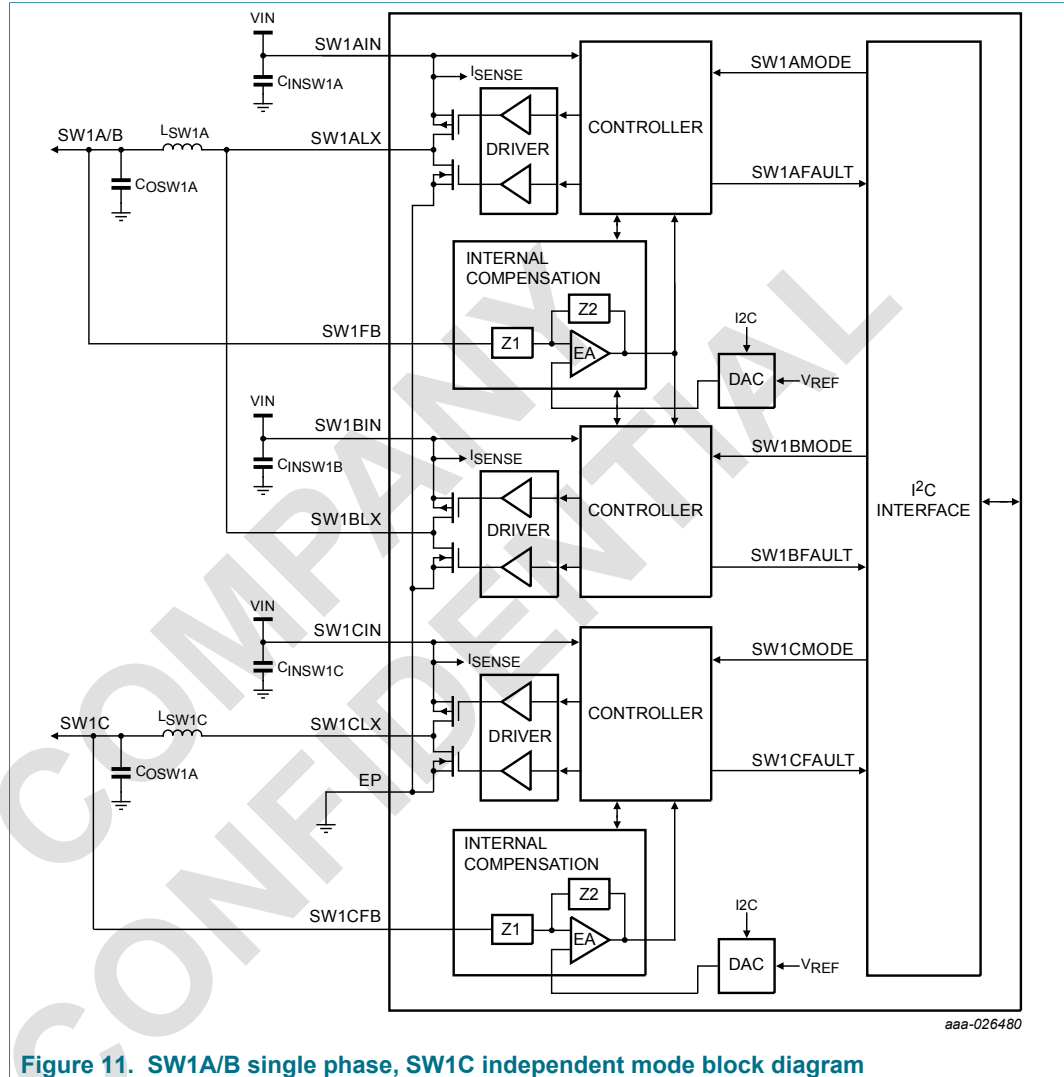 VIN
SW1AIN
CINSW1A
ISENSE
SW1AMODE
CONTROLLER
SW1A/B
LSW1A
SW1ALX
DRIVER
SW1AFAULT
COSW1A
INTERNAL
COMPENSATION
Z2
SW1FB
Z1
EA
I2C
DAC
VREF
VIN
SW1BIN
CINSW1B
ISENSE
SW1BMODE
I2C
INTERFACE
CONTROLLER
SW1BLX
DRIVER
SW1BFAULT
VIN
SW1CIN
CINSW1C
ISENSE
SW1CMODE
CONTROLLER
SW1C
LSW1C
SW1CLX
DRIVER
SW1CFAULT
COSW1A
EP
INTERNAL
COMPENSATION
Z2
SW1CFB
Z1
EA
I2C
DAC
VREF
COMPANY
CONFIDENTIAL
aaa-026480
Figure 11. SW1A/B single phase, SW1C independent mode block diagram